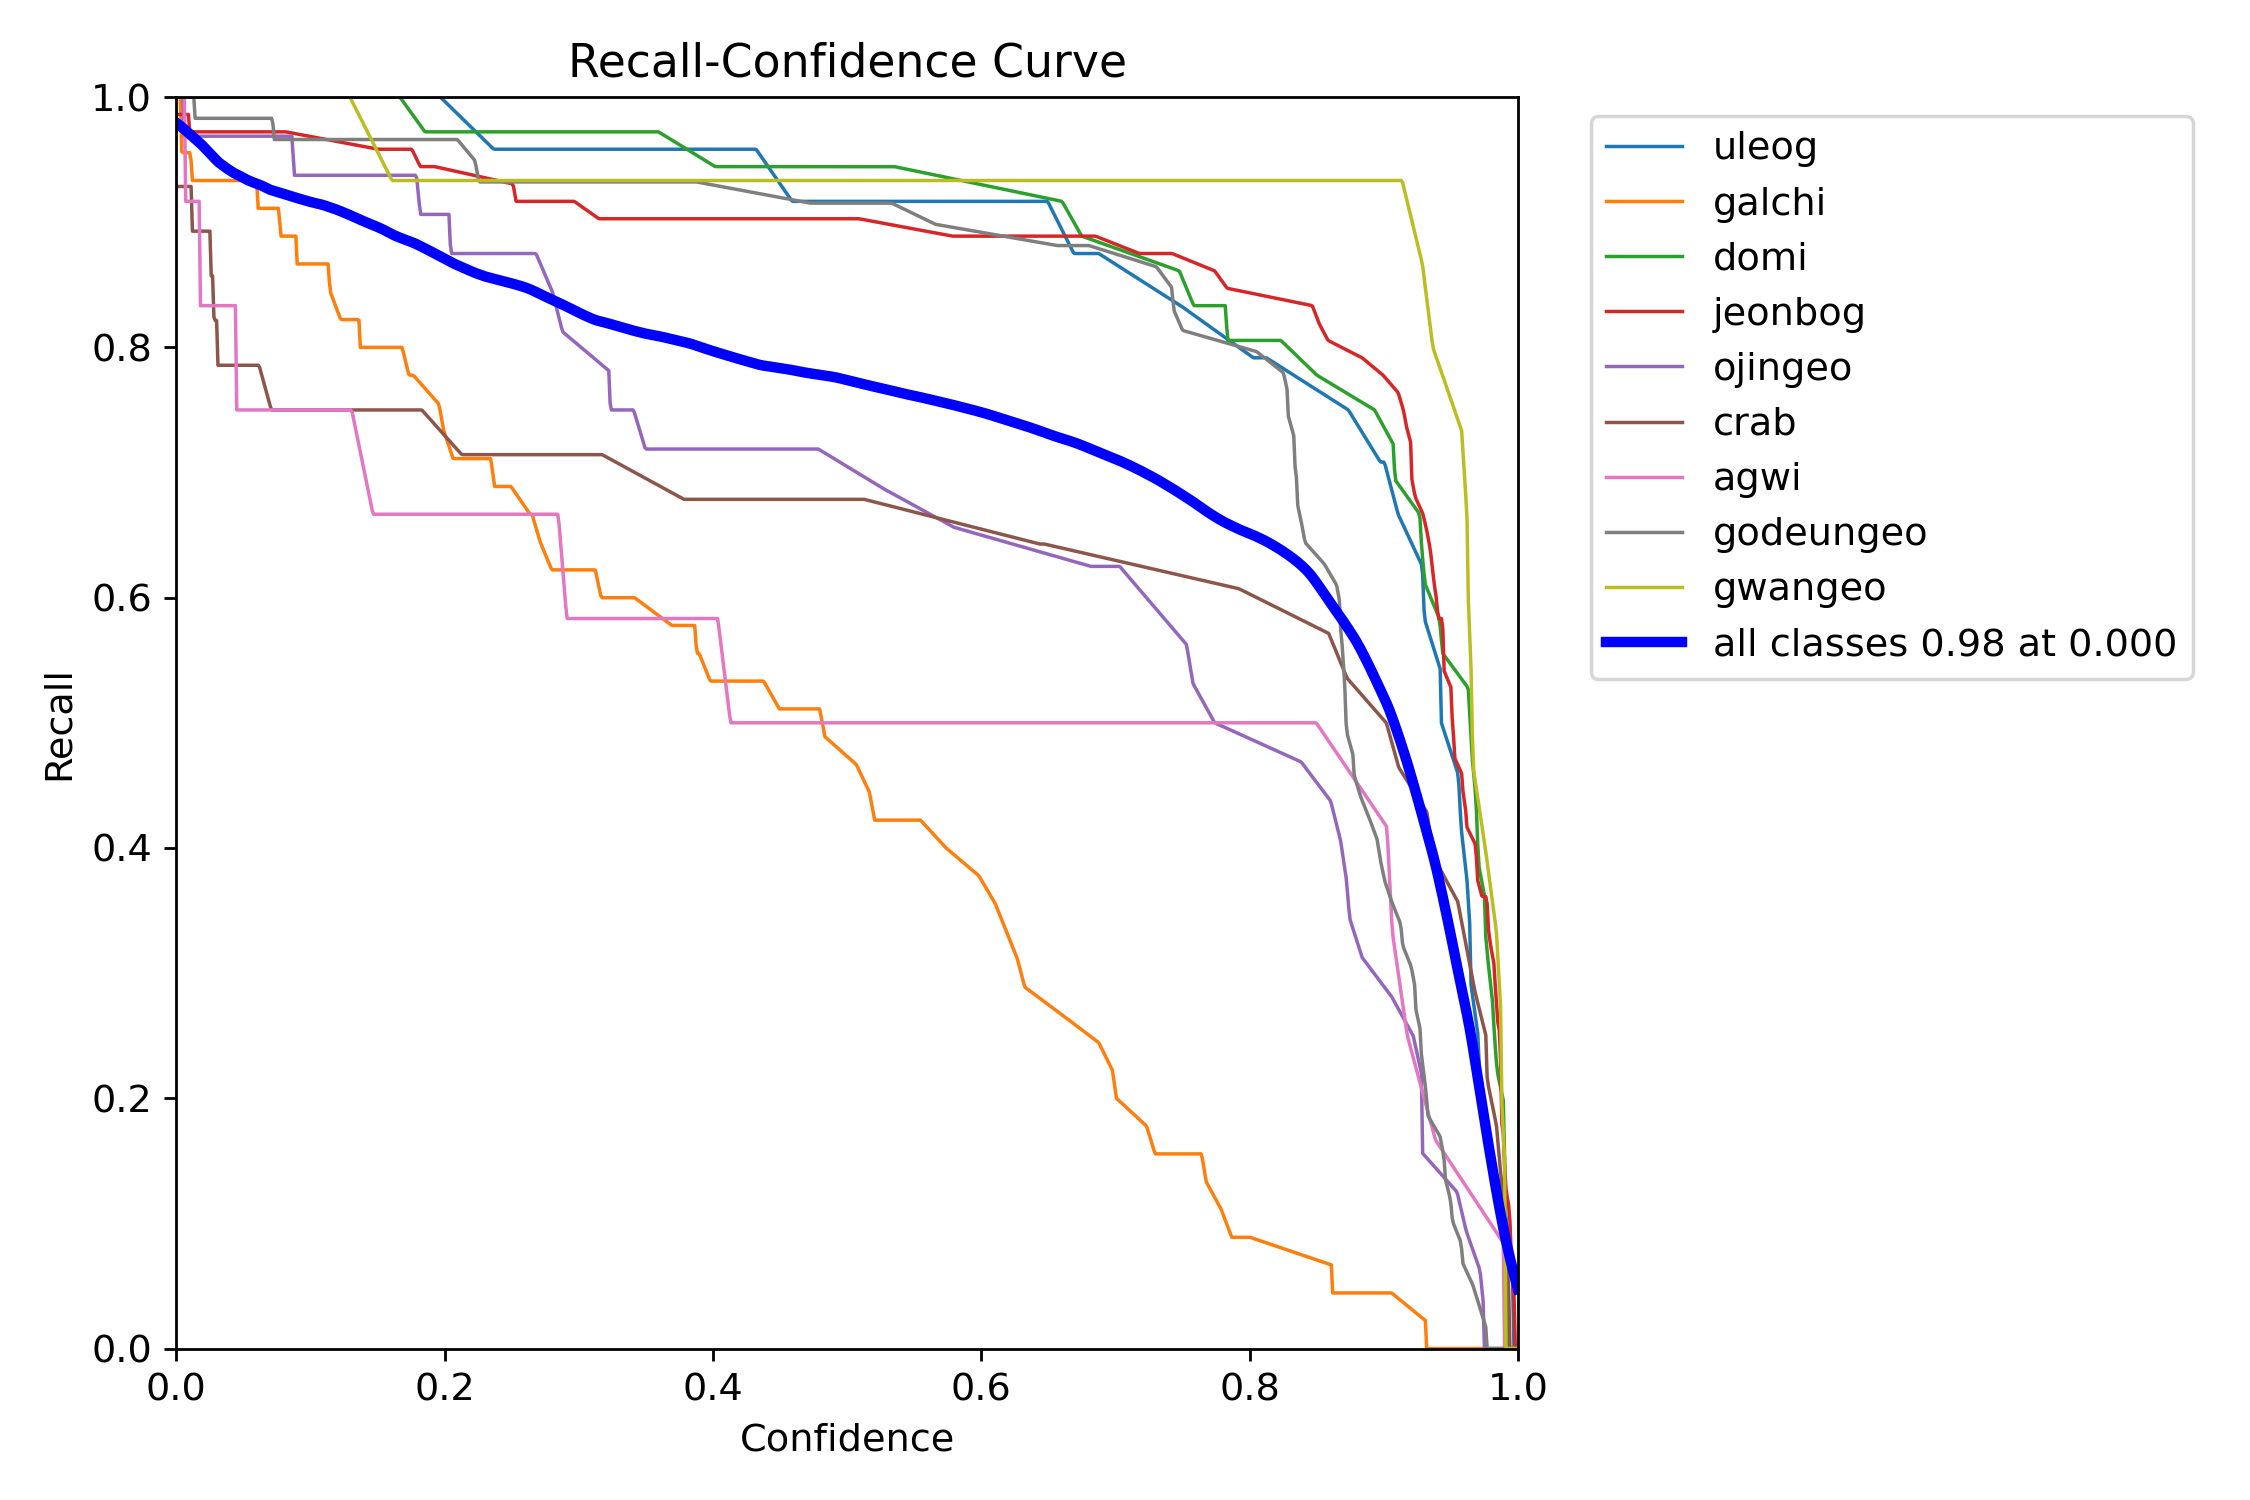 Recall-Confidence Curve
1.0
0.8
0.6
0.4
0.2
0.0
Recall
0.0 0.2 0.4 0.6 0.8 1.0
Confidence
uleog
galchi
domi
jeonbog
ojingeo
crab
agwi
godeungeo
gwangeo
all classes 0.98 at 0.000